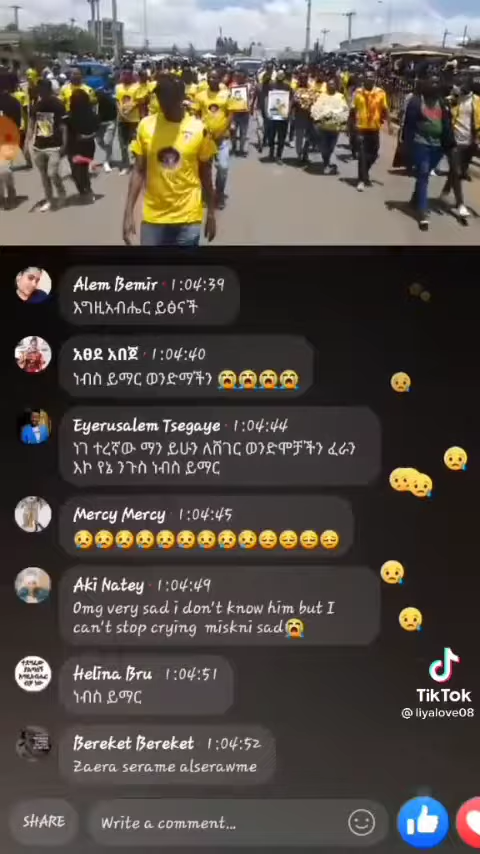 Alem Bemir · 1:04:39
እግዚአብሔር ይፅናች
አፀደ አበጀ · 1:04:40
ነብስ ይማር ወንድማችን 😭😭😭😭
Eyerusalem Tsegaye · 1:04:44
ነገ ተረኛው ማን ይሁን ለሸገር ወንድሞቻችን ፈራን
እኮ የኔ ንጉስ ነብስ ይማር
Mercy Mercy · 1:04:45
😢😢😢😢😢😢😢😢😢😔😔😔😔
Aki Natey · 1:04:49
Omg very sad i don't know him but I
can't stop crying miskni sad😭
Helina Bru 1:04:51
ነብስ ይማር
Bereket Bereket · 1:04:52
Zaera serame alserawme
TikTok
@liyalove08
SHARE
Write a comment...